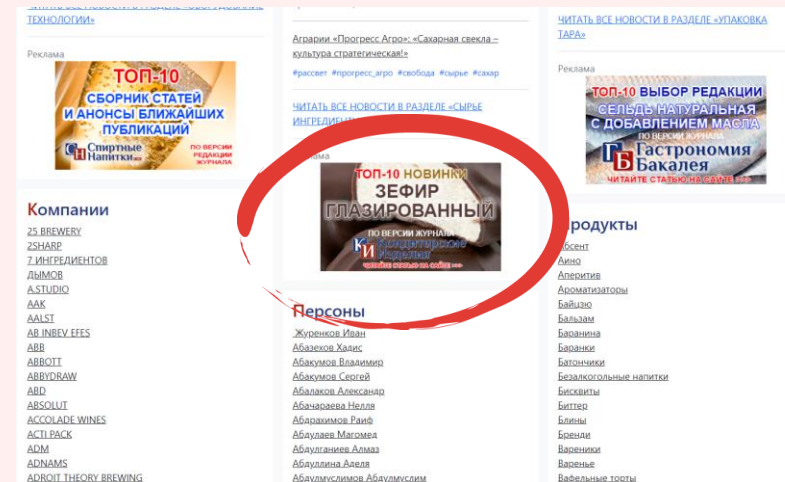 ТЕХНОЛОГИИ»
Реклама
ТОП-10
СБОРНИК СТАТЕЙ
И АНОНСЫ БЛИЖАЙШИХ
ПУБЛИКАЦИЙ
СН Спиртные
Напитки
ПО ВЕРСИИ
РЕДАКЦИИ
ЖУРНАЛА
Компании
25 BREWERY
2SHARP
7 ИНГРЕДИЕНТОВ
ДЫМОВ
A.STUDIO
AAK
AALST
AB INBEV EFES
ABB
ABBOTT
ABBYDRAW
ABD
ABSOLUT
ACCOLADE WINES
ACTI PACK
ADM
ADNAMS
ADROIT THEORY BREWING
Аграрии «Прогресс Агро»: «Сахарная свекла –
культура стратегическая!»
#рассвет #прогресс_агро #свобода #сырье #сахар
ЧИТАТЬ ВСЕ НОВОСТИ В РАЗДЕЛЕ «СЫРЬЕ
ТОП-10 НОВИНКИ
ЗЕФИР
ГЛАЗИРОВАННЫЙ
ПО ВЕРСИИ ЖУРНАЛА
КИ Кондитерские
Изделия
ЧИТАЙТЕ СТАТЬЮ НА САЙТЕ >>>
Персоны
Журенков Иван
Абазехов Хадис
Абакумов Владимир
Абакумов Сергей
Абалаков Александр
Абачараева Нелля
Абдрахимов Раиф
Абдулаев Магомед
Абдулганиев Алмаз
Абдуллина Аделя
Абдулмуслимов Абдулмуслим
ЧИТАТЬ ВСЕ НОВОСТИ В РАЗДЕЛЕ «УПАКОВКА
ТАРА»
Реклама
ТОП-10 ВЫБОР РЕДАКЦИИ
СЕЛЬДЬ НАТУРАЛЬНАЯ
С ДОБАВЛЕНИЕМ МАСЛА
ПО ВЕРСИИ ЖУРНАЛА
ГБ Гастрономия
Бакалея
ЧИТАЙТЕ СТАТЬЮ НА САЙТЕ >>>
Продукты
Абсент
Аино
Аперитив
Ароматизаторы
Байцзю
Бальзам
Баранина
Баранки
Батончики
Безалкогольные напитки
Бисквиты
Биттер
Блины
Бренди
Вареники
Варенье
Вафельные торты